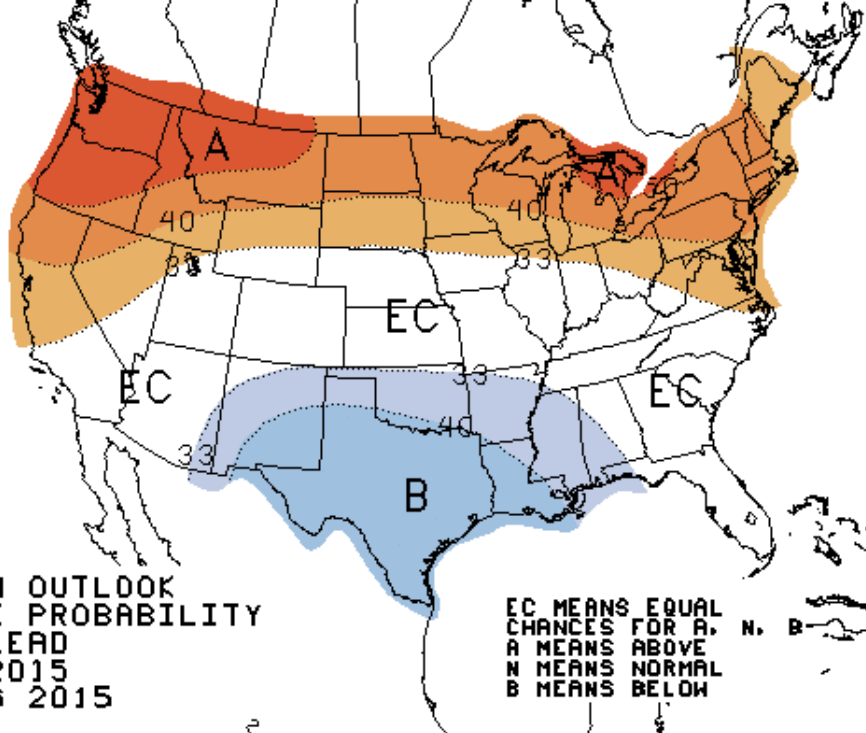 A
A
50
40
40
33
33
EC
EC
33
EC
40
33
B
OUTLOOK
PROBABILITY
LEAD
2015
2015
EC MEANS EQUAL
CHANCES FOR A, N, B
A MEANS ABOVE
N MEANS NORMAL
B MEANS BELOW